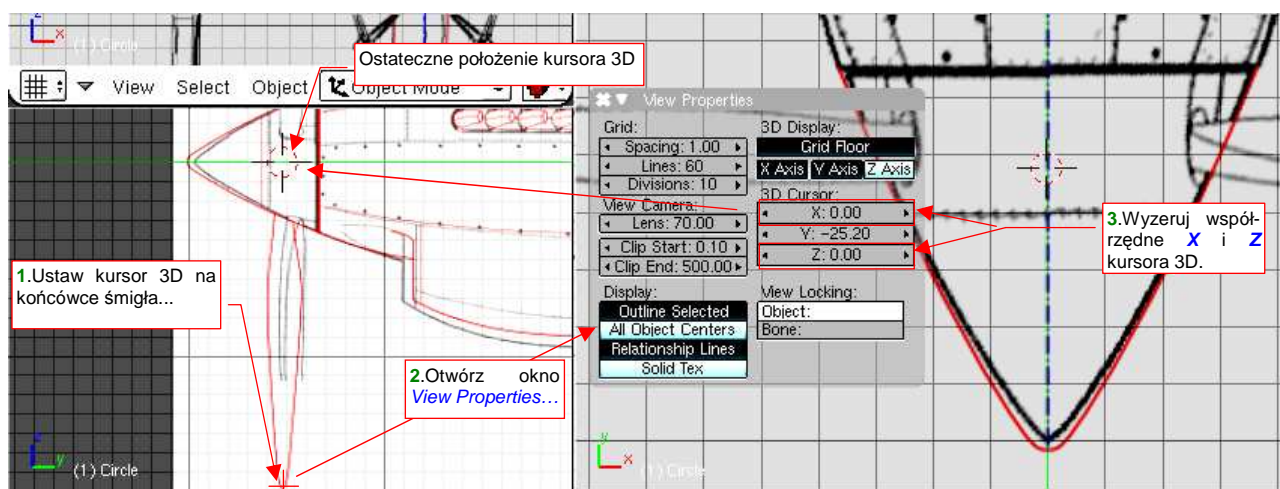 z
x
(1) Circle
Ostateczne położenie kursora 3D
View Select Object Object Mode
View Properties
Grid:
Spacing: 1.00
Lines: 60
Divisions: 10
View Camera:
Lens: 70.00
Clip Start: 0.10
Clip End: 500.00
Display:
Outline Selected
All Object Centers
Relationship Lines
Solid Tex
3D Display:
Grid Floor
X Axis Y Axis Z Axis
3D Cursor:
X: 0.00
Y: -25.20
Z: 0.00
View Locking:
Object:
Bone:
1.Ustaw kursor 3D na
końcówce śmigła...
2.Otwórz okno
View Properties...
3.Wyzeruj współ-
rzędne X i Z
kursora 3D.
z
y
(1) Circle
y
x
(1) Circle